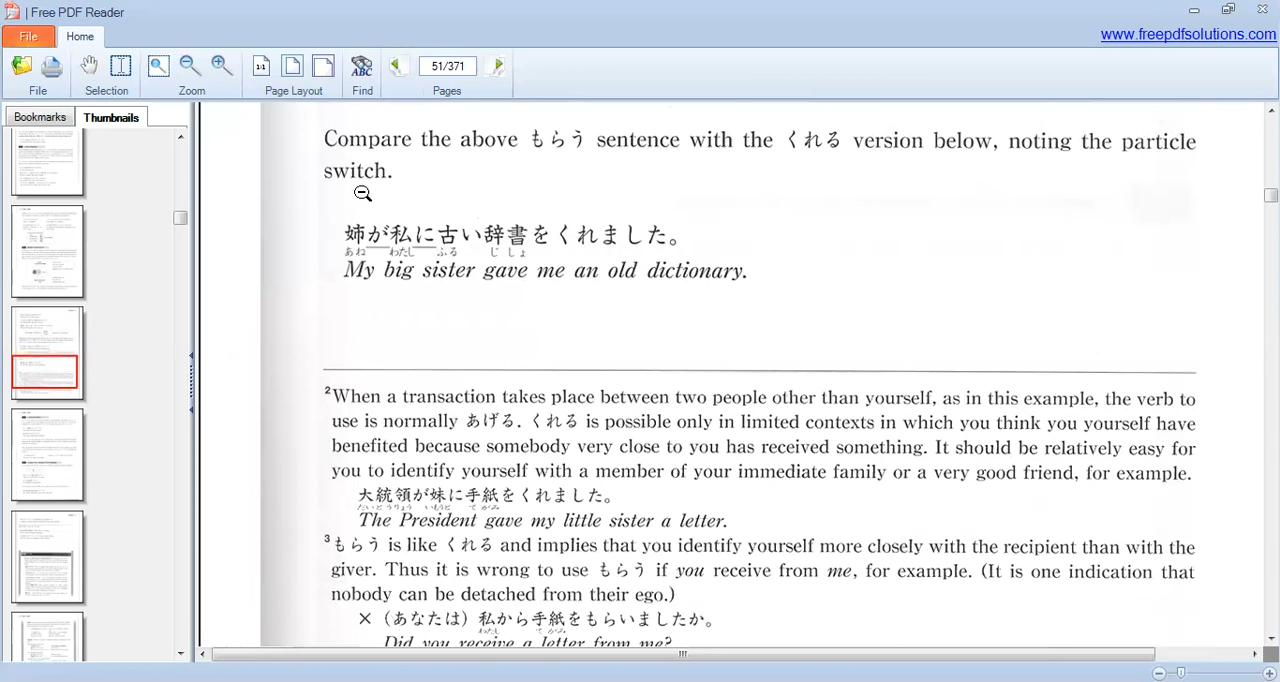 | Free PDF Reader
File
Home
www.freepdfsolutions.com
1:1
ABC
51/371
File
Selection
Zoom
Page Layout
Find
Pages
Bookmarks
Thumbnails
Compare the above もらう sentence with the くれる version below, noting the particle
switch.
姉が私に古い辞書をくれました。
あね わたし ふる じ しょ
My big sister gave me an old dictionary.
²When a transaction takes place between two people other than yourself, as in this example, the verb to
use is normally あげる. くれる is possible only in limited contexts in which you think you yourself have
benefited because somebody very close to you has received something. It should be relatively easy for
you to identify yourself with a member of your immediate family or a very good friend, for example.
大統領が妹に手紙をくれました。
だいとうりょう いもうと て がみ
The President gave my little sister a letter.
³もらう is like くれる and implies that you identify yourself more closely with the recipient than with the
giver. Thus it is wrong to use もらう if you receive from me, for example. (It is one indication that
nobody can be detached from their ego.)
× (あなたは)私から手紙をもらいましたか。
a letter from me?